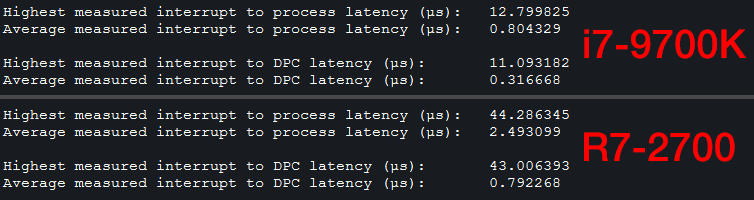 Highest measured interrupt to process latency (µs): 12.799825
Average measured interrupt to process latency (µs): 0.804329
i7-9700K
Highest measured interrupt to DPC latency (µs): 11.093182
Average measured interrupt to DPC latency (µs): 0.316668
Highest measured interrupt to process latency (µs): 44.286345
Average measured interrupt to process latency (µs): 2.493099
R7-2700
Highest measured interrupt to DPC latency (µs): 43.006393
Average measured interrupt to DPC latency (µs): 0.792268